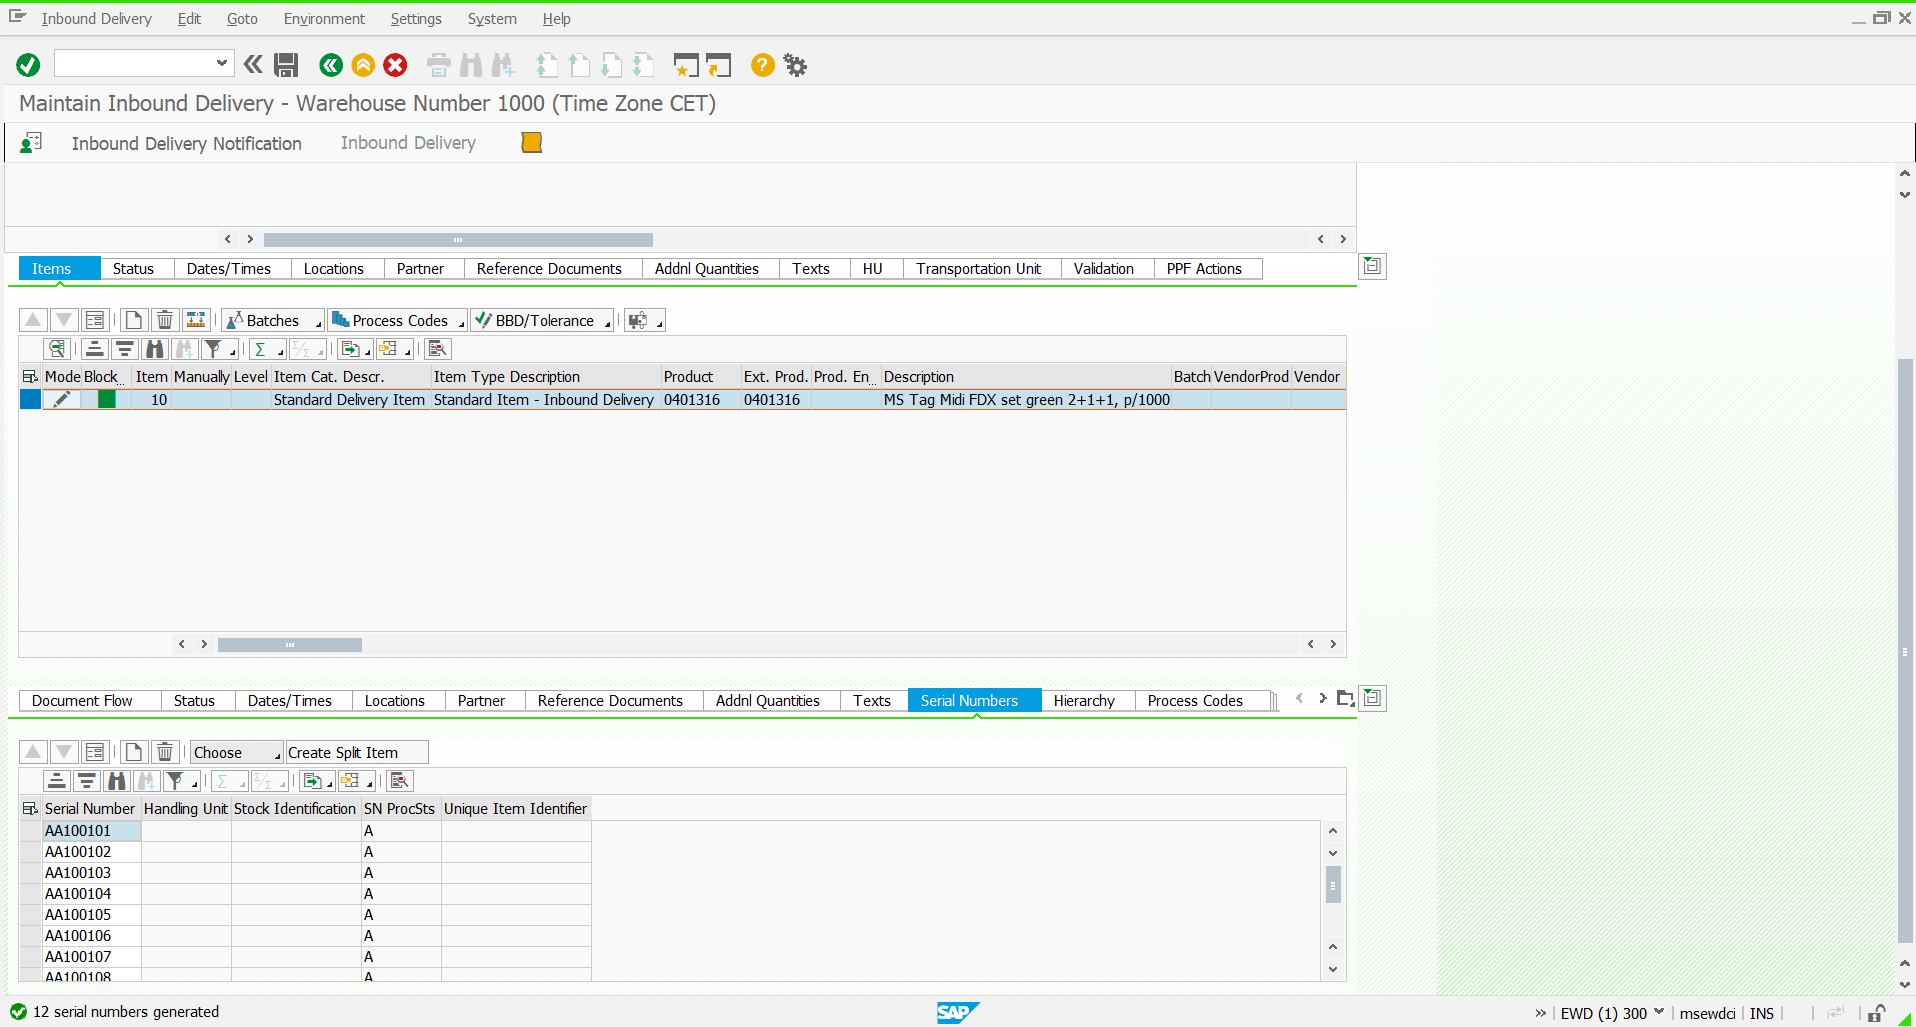 Inbound Delivery Edit Goto Environment Settings System Help
Maintain Inbound Delivery - Warehouse Number 1000 (Time Zone CET)
Inbound Delivery Notification Inbound Delivery
Items Status Dates/Times Locations Partner Reference Documents Addnl Quantities Texts HU Transportation Unit Validation PPF Actions
Batches Process Codes BBD/Tolerance
Mode Block... Item Manually Level Item Cat. Descr. Item Type Description Product Ext. Prod. Prod. En... Description Batch VendorProd Vendor
10 Standard Delivery Item Standard Item - Inbound Delivery 0401316 0401316 MS Tag Midi FDX set green 2+1+1, p/1000
Document Flow Status Dates/Times Locations Partner Reference Documents Addnl Quantities Texts Serial Numbers Hierarchy Process Codes
Choose Create Split Item
Serial Number Handling Unit Stock Identification SN ProcSts Unique Item Identifier
AA100101 A
AA100102 A
AA100103 A
AA100104 A
AA100105 A
AA100106 A
AA100107 A
AA100108 A
12 serial numbers generated SAP EWD (1) 300 msewdci INS